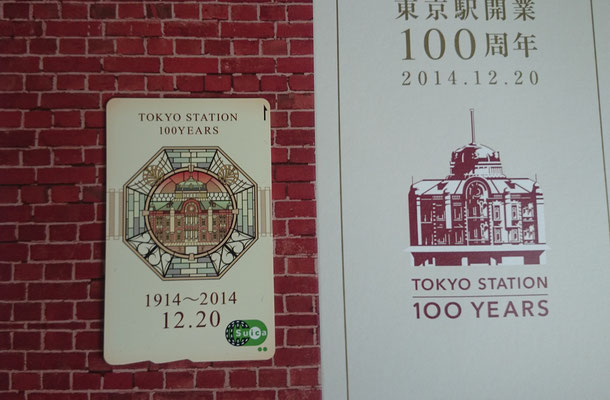 TOKYO STATION
100YEARS
1914〜2014
12.20
Suica
東京駅開業
100周年
2014.12.20
TOKYO STATION
100 YEARS